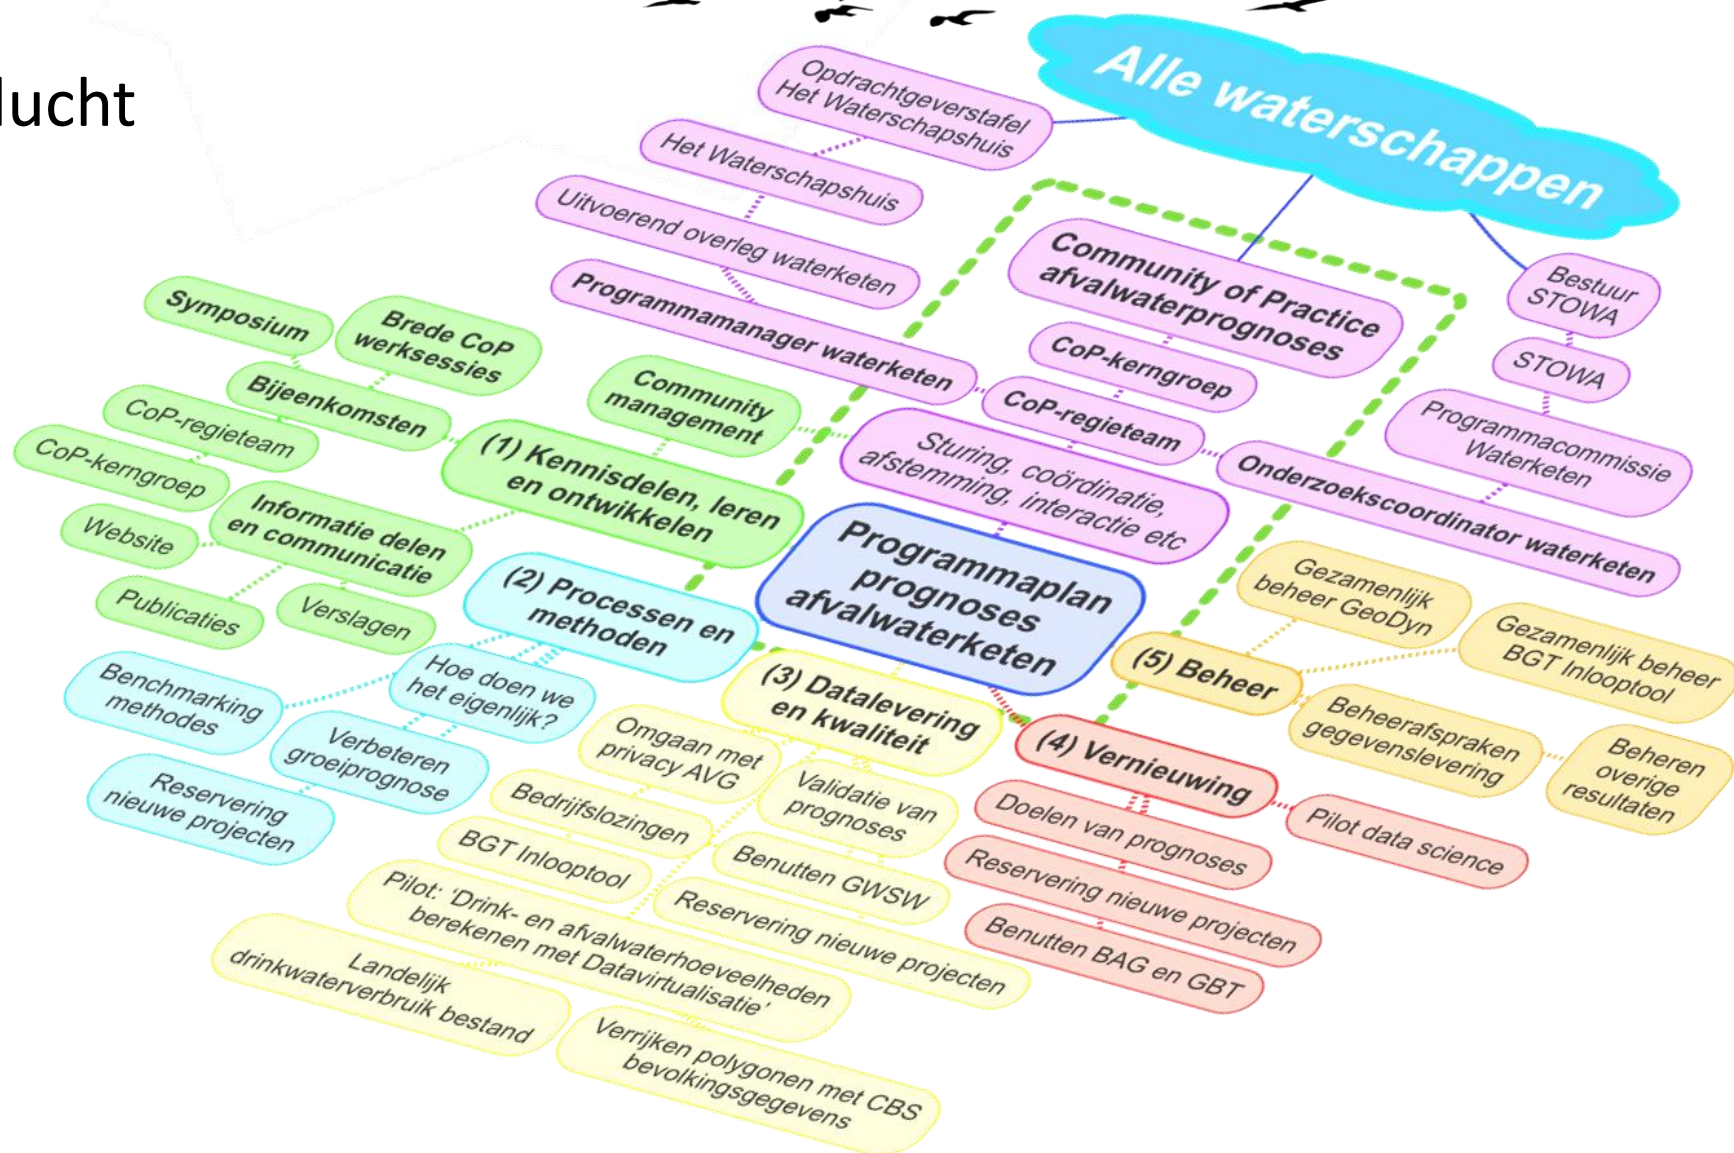 lucht
Alle waterschappen
Opdrachtgeverstafel
Het Waterschapshuis
Het Waterschapshuis
Uitvoerend overleg waterketen
Programmamanager waterketen
Community of Practice
afvalwaterprognoses
CoP-kerngroep
CoP-regieteam
Bestuur
STOWA
STOWA
Programmacommissie
Waterketen
Onderzoekscoordinator waterketen
Sturing, coördinatie,
afstemming, interactie etc
Programmaplan
prognoses
afvalwaterketen
Symposium
Brede CoP
werksessies
Bijeenkomsten
Community
management
CoP-regieteam
CoP-kerngroep
(1) Kennisdelen, leren
en ontwikkelen
Informatie delen
en communicatie
Website
Publicaties
Verslagen
(2) Processen en
methoden
Hoe doen we
het eigenlijk?
Benchmarking
methodes
Verbeteren
groeiprognose
Reservering
nieuwe projecten
(3) Datalevering
en kwaliteit
Omgaan met
privacy AVG
Validatie van
prognoses
Bedrijfslozingen
BGT Inlooptool
Benutten GWSW
Pilot: ‘Drink- en afvalwaterhoeveelheden
berekenen met Datavirtualisatie’
Reservering nieuwe projecten
Landelijk
drinkwaterverbruik bestand
Verrijken polygonen met CBS
bevolkingsgegevens
(4) Vernieuwing
Doelen van prognoses
Pilot data science
Reservering nieuwe projecten
Benutten BAG en GBT
(5) Beheer
Gezamenlijk
beheer GeoDyn
Gezamenlijk beheer
BGT Inlooptool
Beheerafspraken
gegevenslevering
Beheren
overige
resultaten